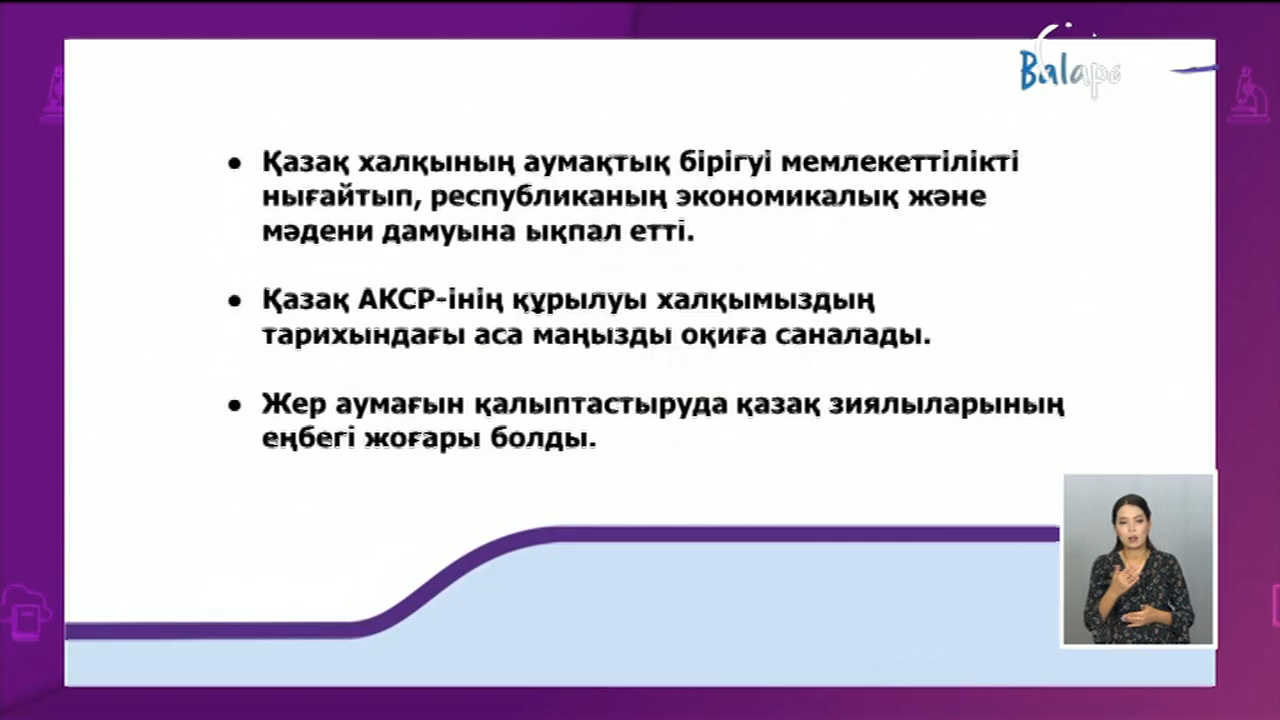 Balap
• Қазақ халқының аумақтық бірігуі мемлекеттілікті
нығайтып, республиканың экономикалық және
мәдени дамуына ықпал етті.
• Қазақ АКСР-інің құрылуы халқымыздың
тарихындағы аса маңызды оқиға саналады.
• Жер аумағын қалыптастыруда қазақ зиялыларының
еңбегі жоғары болды.